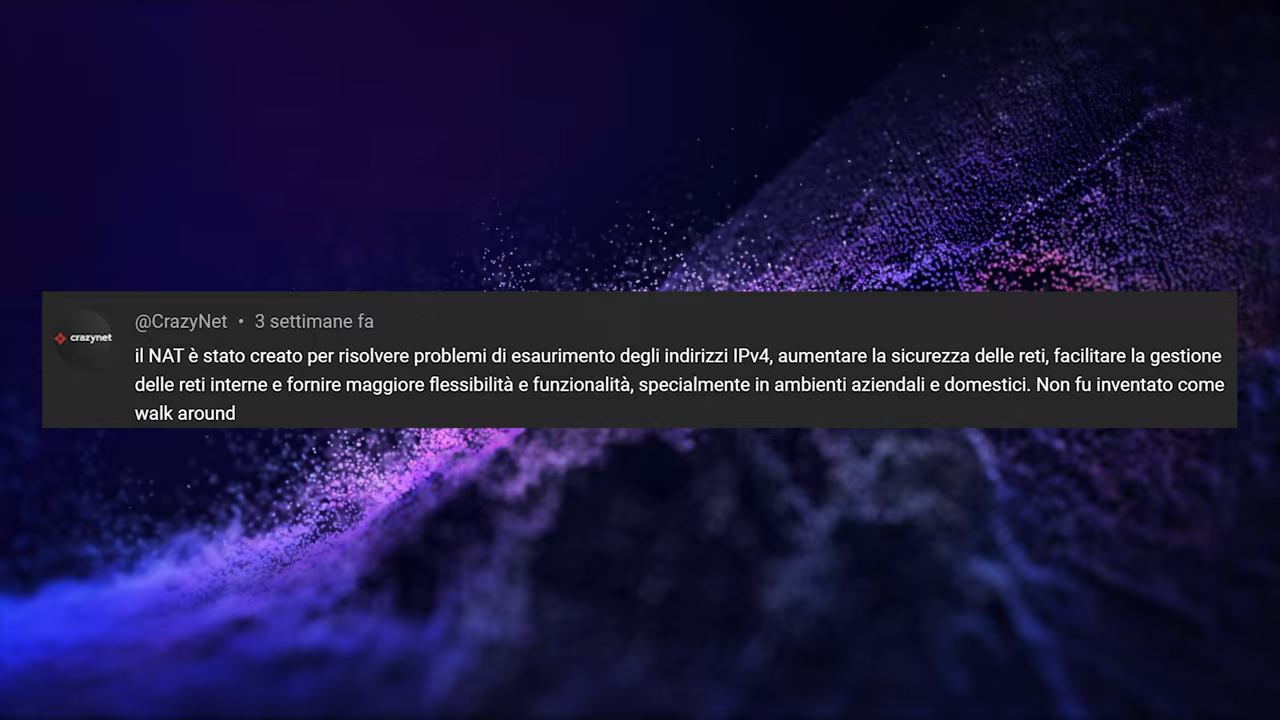 @CrazyNet • 3 settimane fa
crazynet
il NAT è stato creato per risolvere problemi di esaurimento degli indirizzi IPv4, aumentare la sicurezza delle reti, facilitare la gestione
delle reti interne e fornire maggiore flessibilità e funzionalità, specialmente in ambienti aziendali e domestici. Non fu inventato come
walk around